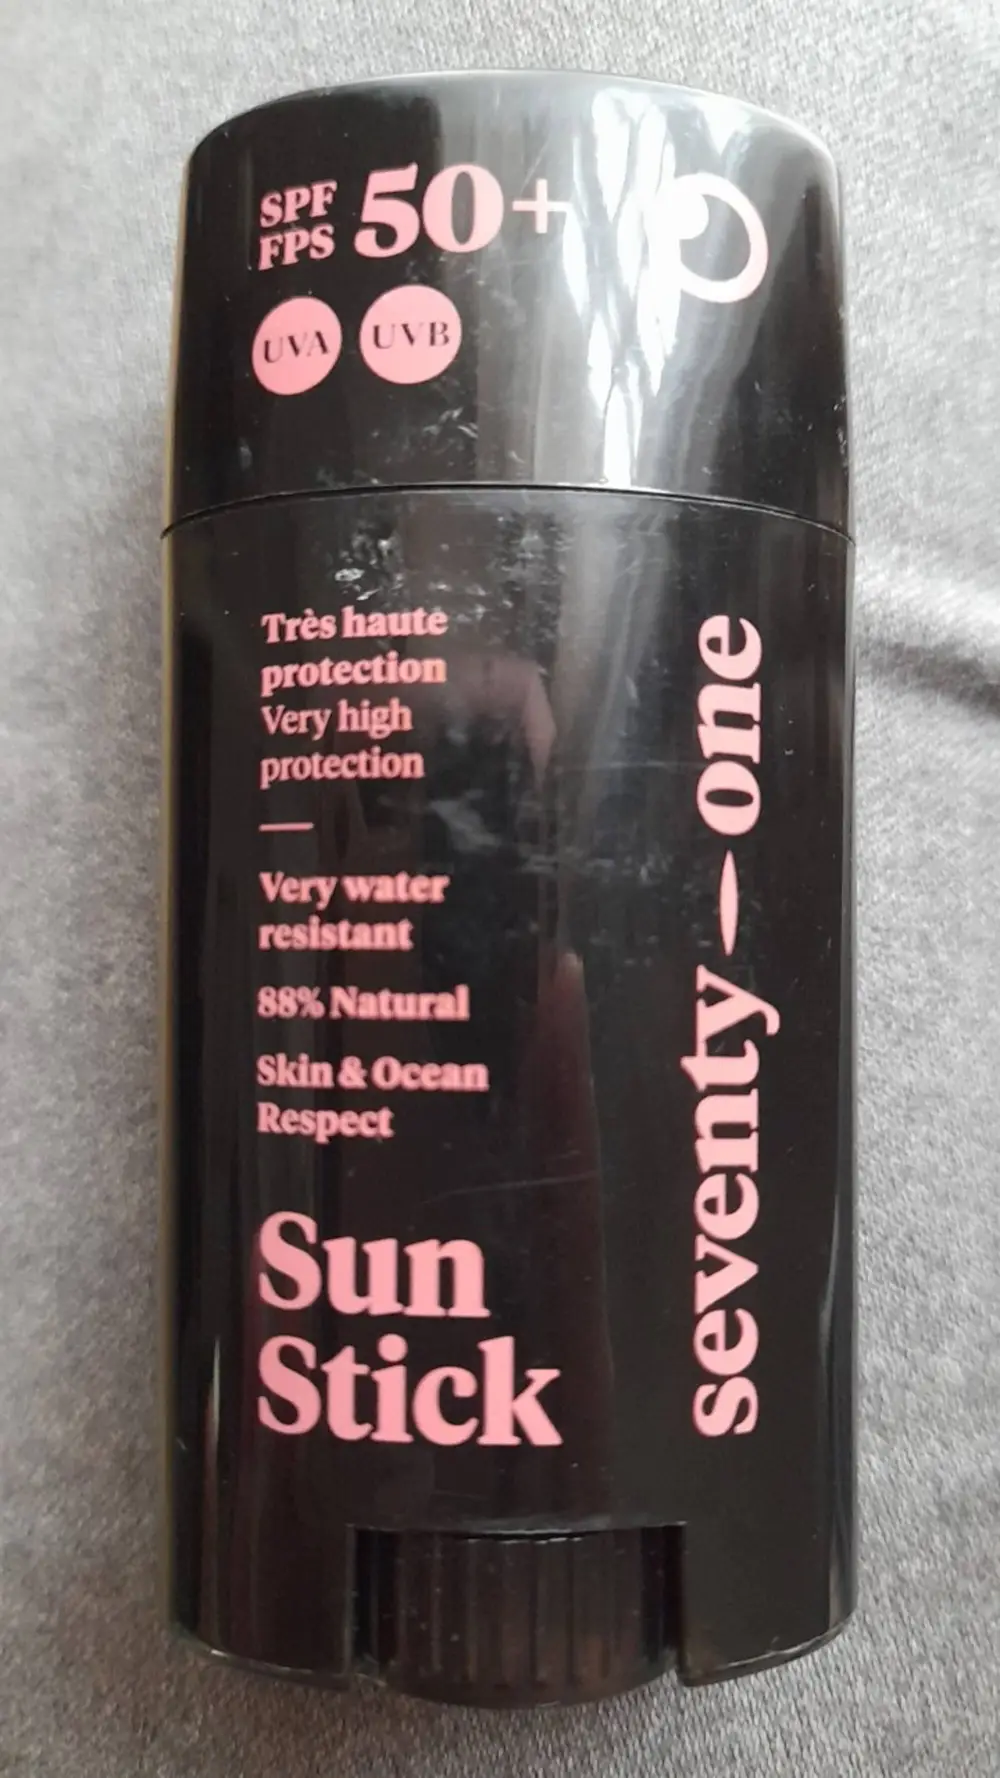 SPF
FPS 50+
UVA UVB
Très haute
protection
Very high
protection
Very water
resistant
88% Natural
Skin & Ocean
Respect
Sun
Stick
seventy–one